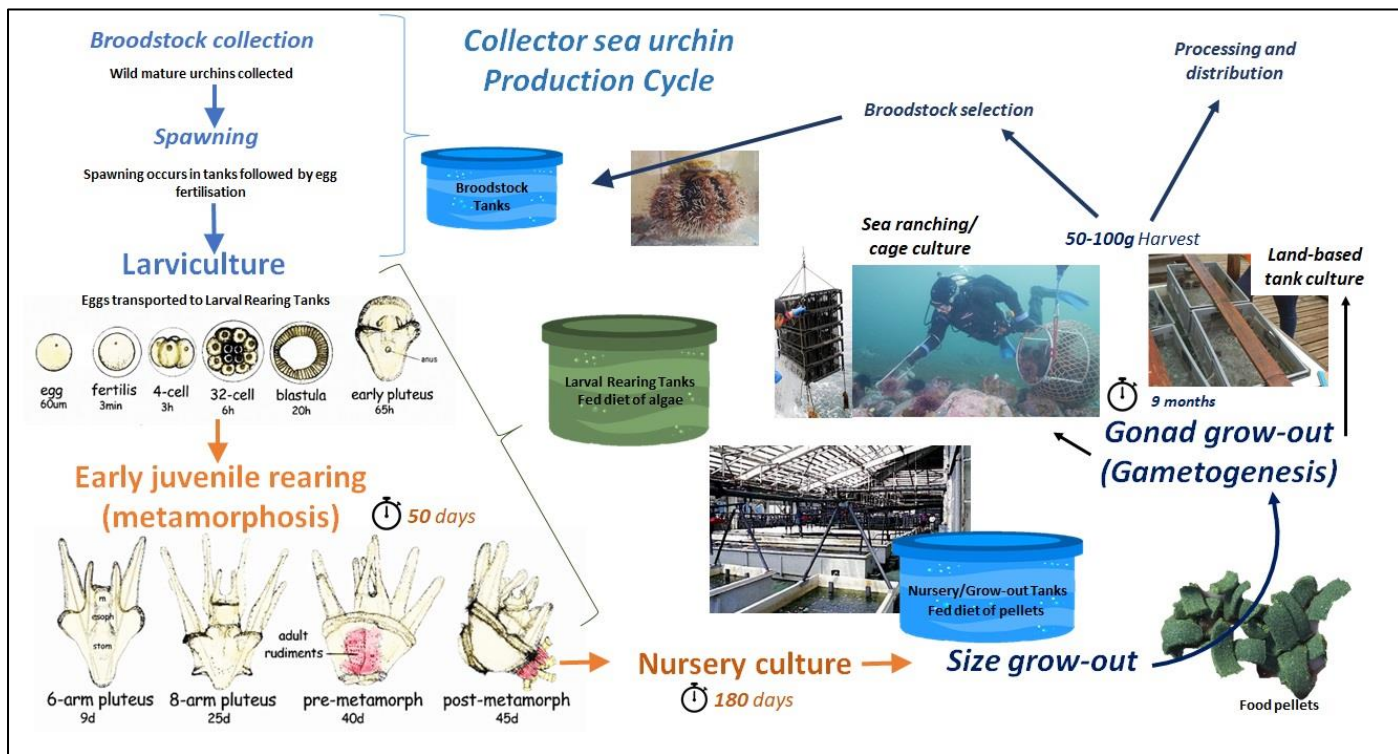 Broodstock collection
Wild mature urchins collected
Spawning
Spawning occurs in tanks followed by egg
fertilisation
Larviculture
Eggs transported to Larval Rearing Tanks
anus
egg
60um
fertilis
3min
4-cell
3h
32-cell
6h
blastula
20h
early pluteus
65h
Early juvenile rearing
(metamorphosis)
50 days
m.
esoph
stom
adult
rudiments
6-arm pluteus
9d
8-arm pluteus
25d
pre-metamorph
40d
post-metamorph
45d
Collector sea urchin
Production Cycle
Broodstock
Tanks
Larval Rearing Tanks
Fed diet of algae
Nursery culture
180 days
Nursery/Grow-out Tanks
Fed diet of pellets
Size grow-out
Food pellets
Gonad grow-out
(Gametogenesis)
9 months
Sea ranching/
cage culture
Land-based
tank culture
50-100g Harvest
Broodstock selection
Processing and
distribution